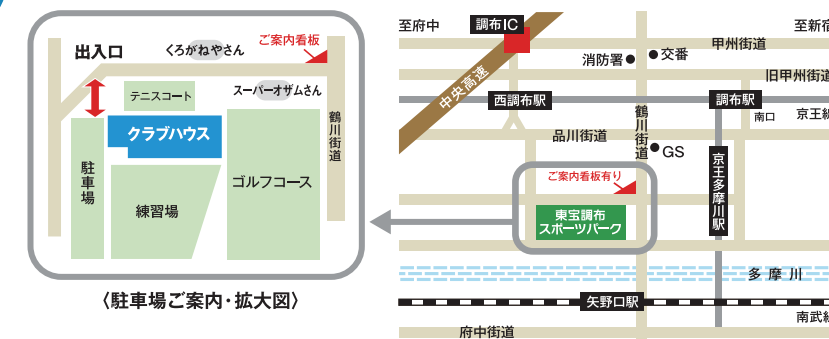 出入口
くろがねやさん
ご案内看板
テニスコート
スーパーオザムさん
クラブハウス
鶴川街道
駐車場
練習場
ゴルフコース
〈駐車場ご案内・拡大図〉
至府中
調布IC
至新宿
甲州街道
消防署
交番
旧甲州街道
中央高速
西調布駅
調布駅
南口
京王線
鶴川街道
品川街道
GS
京王多摩川駅
ご案内看板有り
東宝調布
スポーツパーク
多摩川
矢野口駅
南武線
府中街道